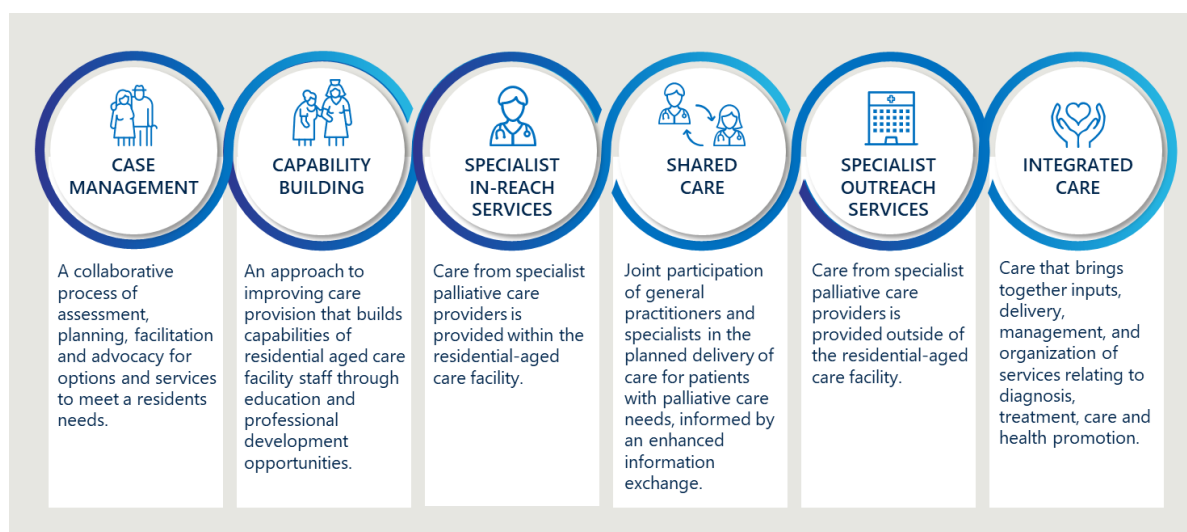 CASE
MANAGEMENT
A collaborative
process of
assessment,
planning, facilitation
and advocacy for
options and services
to meet a residents
needs.
CAPABILITY
BUILDING
An approach to
improving care
provision that builds
capabilities of
residential aged care
facility staff through
education and
professional
development
opportunities.
SPECIALIST
IN-REACH
SERVICES
Care from specialist
palliative care
providers is
provided within the
residential-aged
care facility.
SHARED
CARE
Joint participation
of general
practitioners and
specialists in the
planned delivery of
care for patients
with palliative care
needs, informed by
an enhanced
information
exchange.
SPECIALIST
OUTREACH
SERVICES
Care from specialist
palliative care
providers is
provided outside of
the residential-aged
care facility.
INTEGRATED
CARE
Care that brings
together inputs,
delivery,
management, and
organization of
services relating to
diagnosis,
treatment, care and
health promotion.